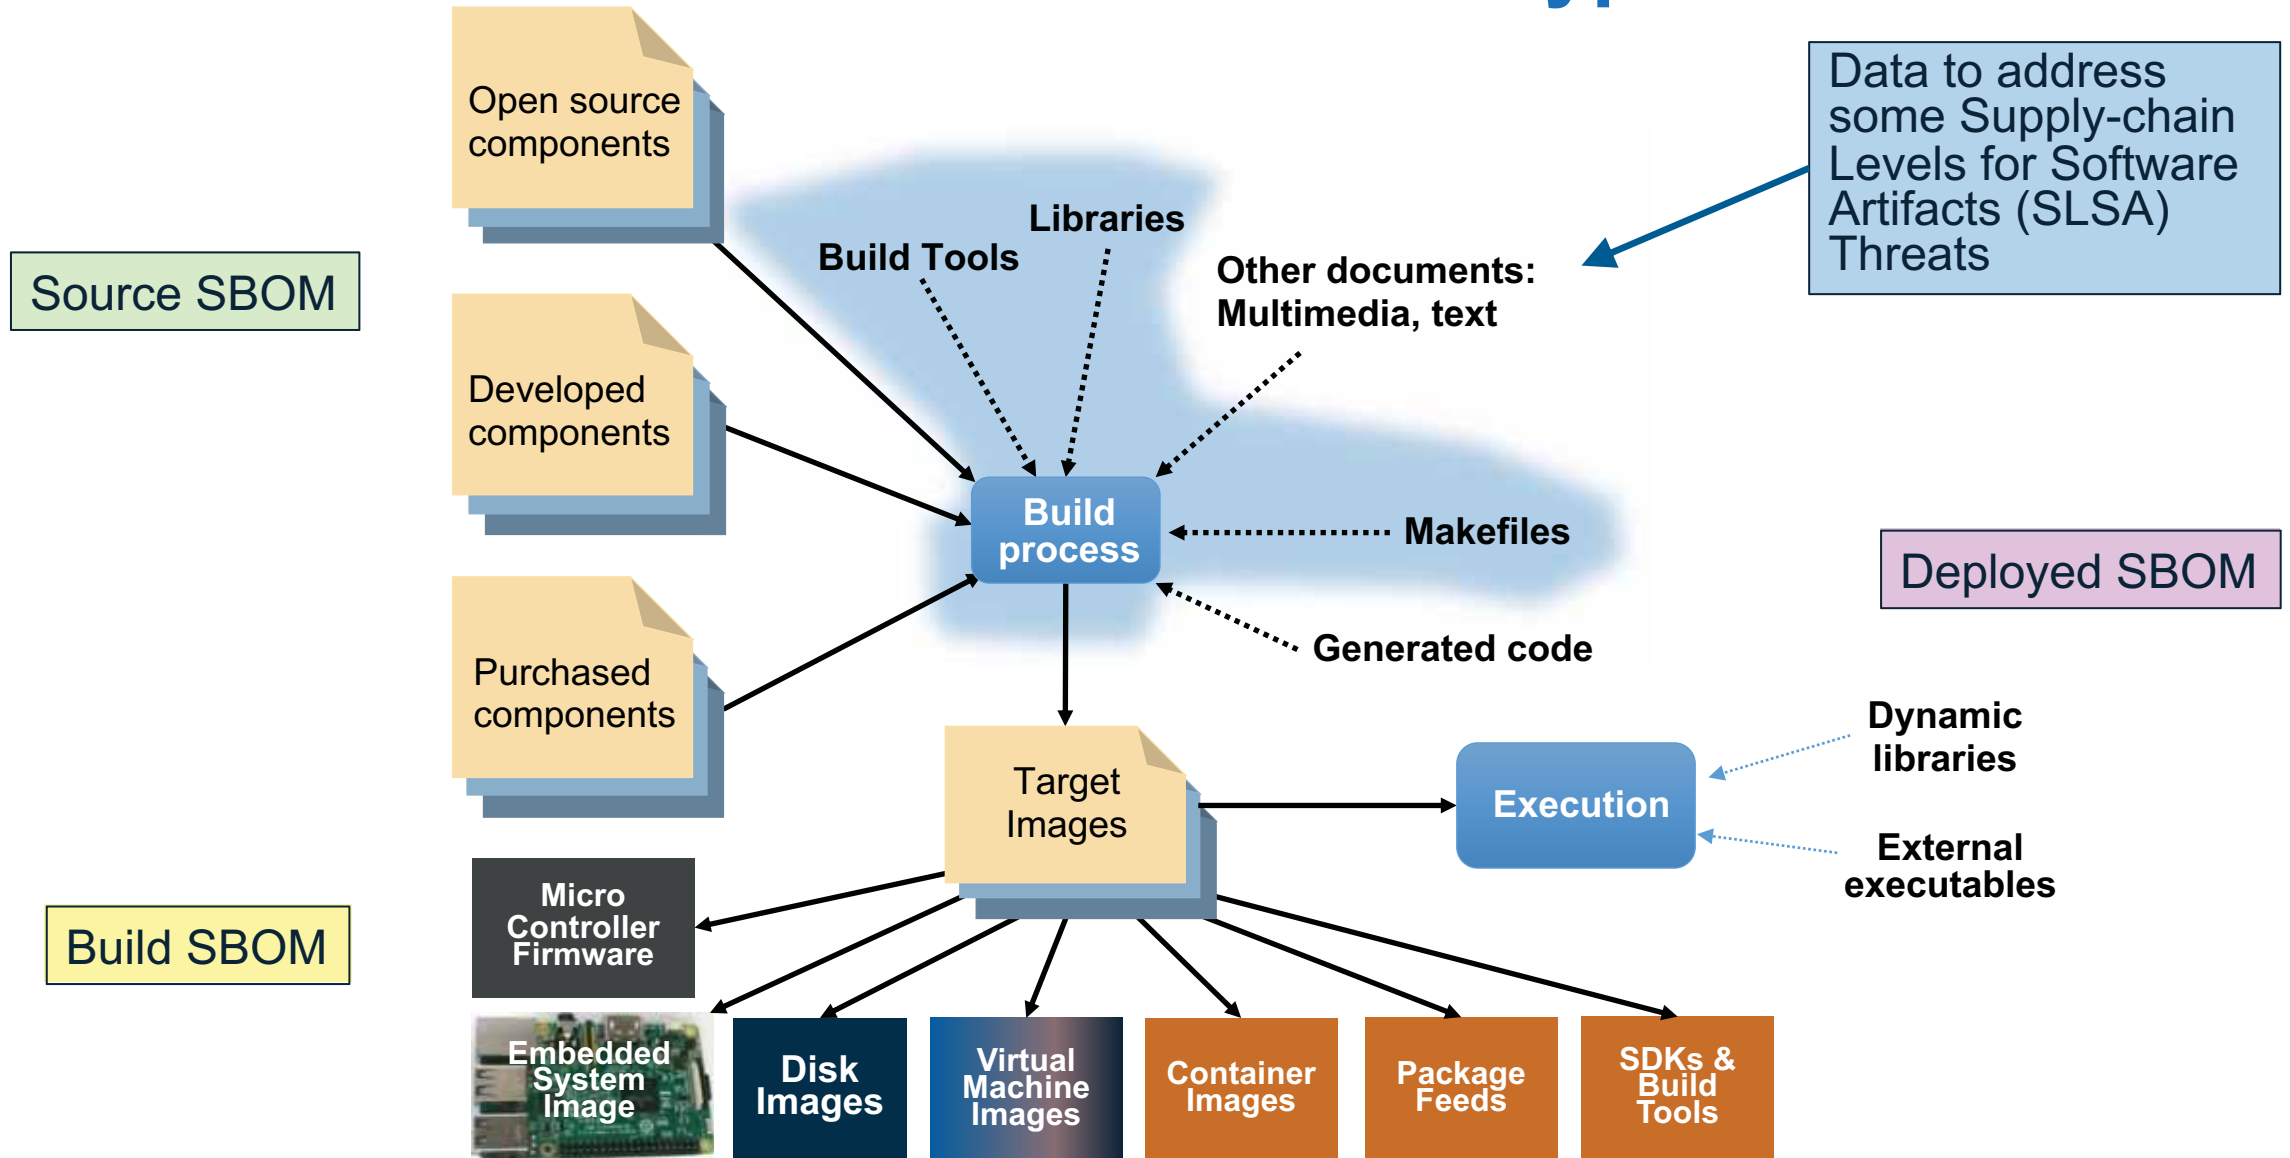 Open source
components
Data to address
some Supply-chain
Levels for Software
Artifacts (SLSA)
Threats
Libraries
Build Tools
Other documents:
Multimedia, text
Source SBOM
Developed
components
Build
process
Makefiles
Deployed SBOM
Generated code
Purchased
components
Dynamic
libraries
Target
Images
Execution
External
executables
Micro
Controller
Firmware
Build SBOM
Embedded
System
Image
Disk
Images
Virtual
Machine
Images
Container
Images
Package
Feeds
SDKs &
Build
Tools